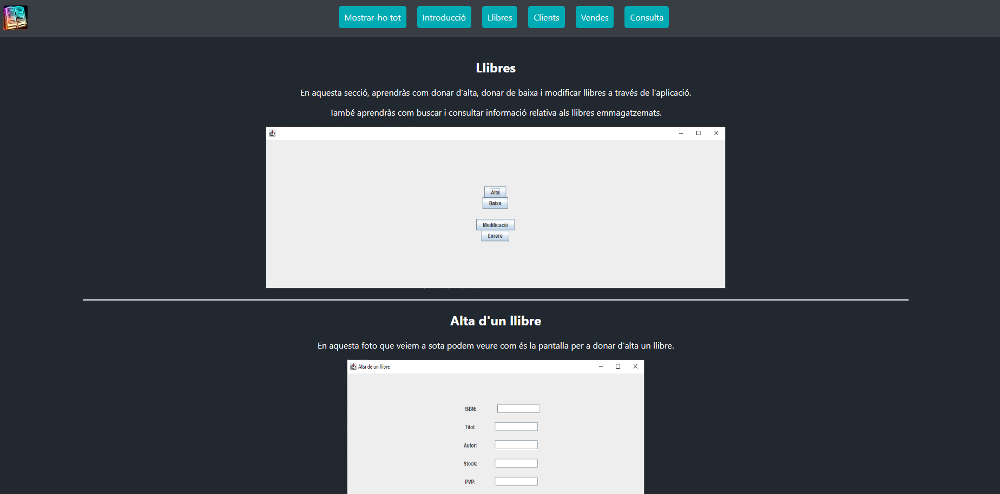 Mostrar-ho tot Introducció Llibres Clients Vendes Consulta
Llibres
En aquesta secció, aprendràs com donar d'alta, donar de baixa i modificar llibres a través de l'aplicació.
També aprendràs com buscar i consultar informació relativa als llibres emmagatzemats.
Alta
Baixa
Modificació
Enrere
Alta d'un llibre
En aquesta foto que veiem a sota podem veure com és la pantalla per a donar d'alta un llibre.
Alta de un llibre
ISBN:
Títol:
Autor:
Stock:
PVP: